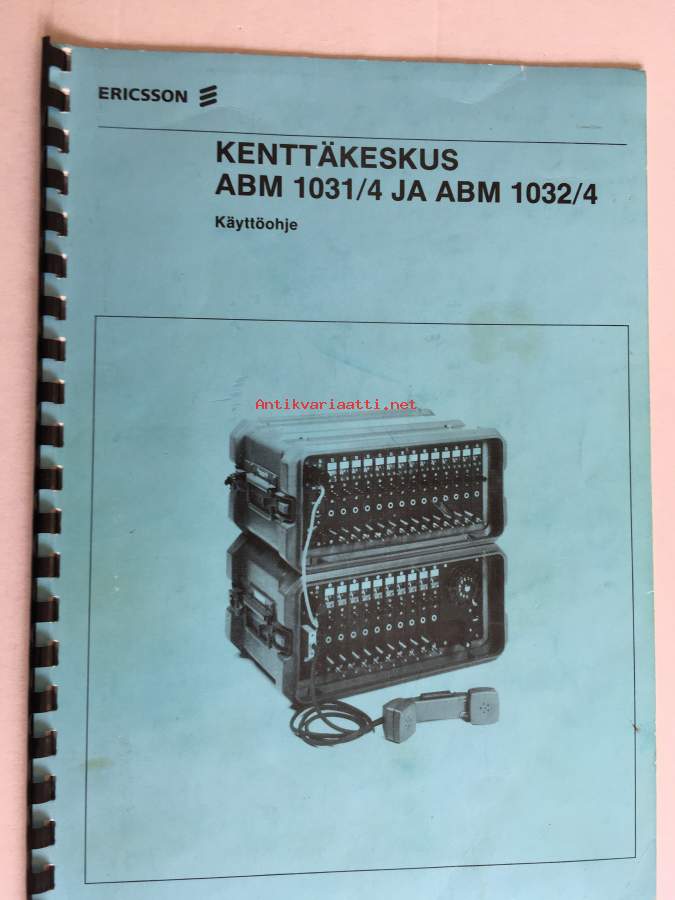 ERICSSON
KENTTÄKESKUS
ABM 1031/4 JA ABM 1032/4
Käyttöohje
Antikvariaatti.net